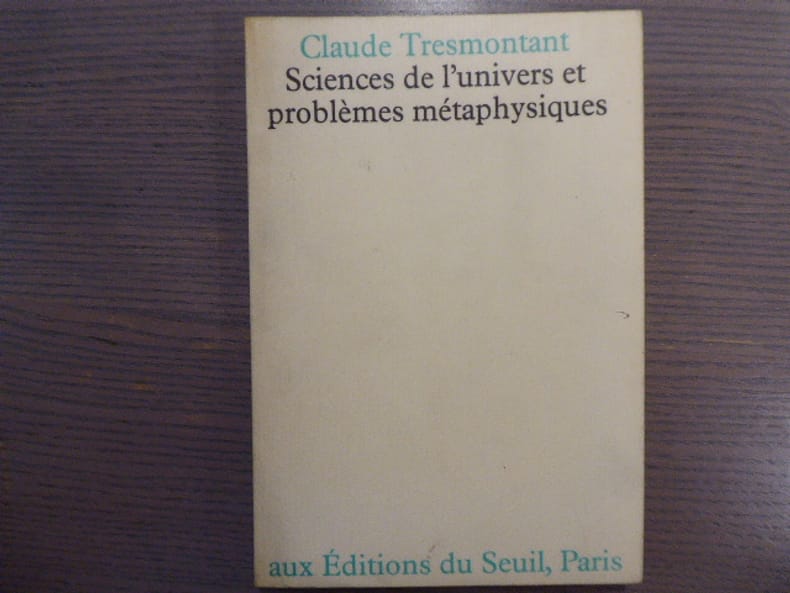 Claude Tresmontant
Sciences de l'univers et
problèmes métaphysiques
aux Éditions du Seuil, Paris